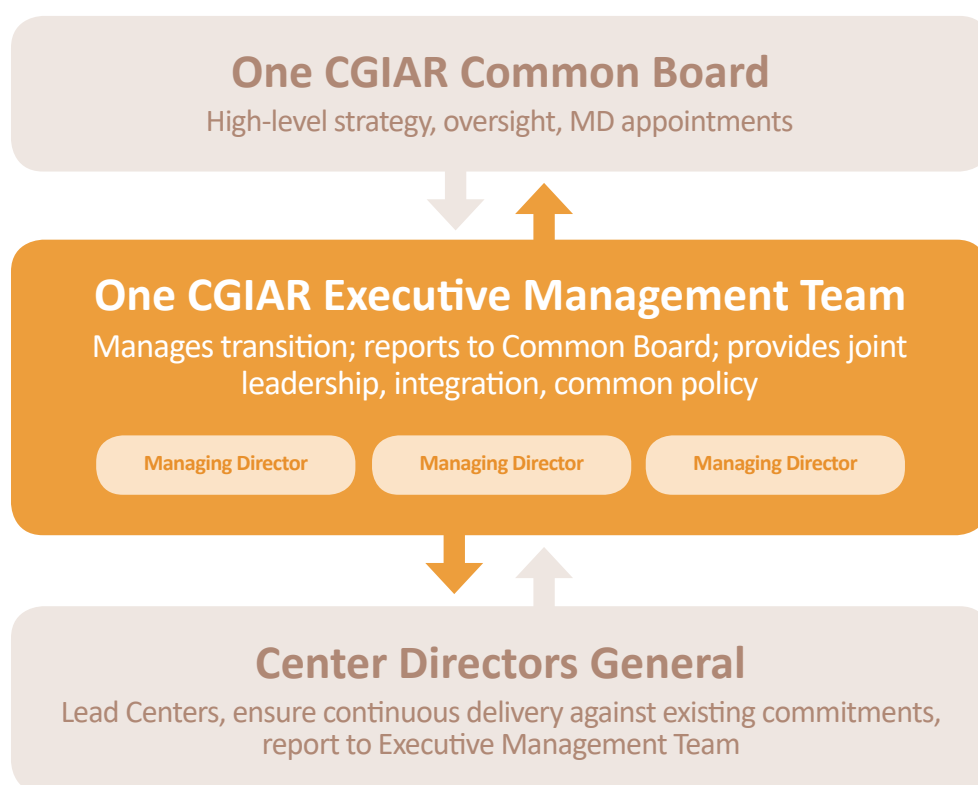 One CGIAR Common Board
High-level strategy, oversight, MD appointments
One CGIAR Executive Management Team
Manages transition; reports to Common Board; provides joint
leadership, integration, common policy
Managing Director
Managing Director
Managing Director
Center Directors General
Lead Centers, ensure continuous delivery against existing commitments,
report to Executive Management Team